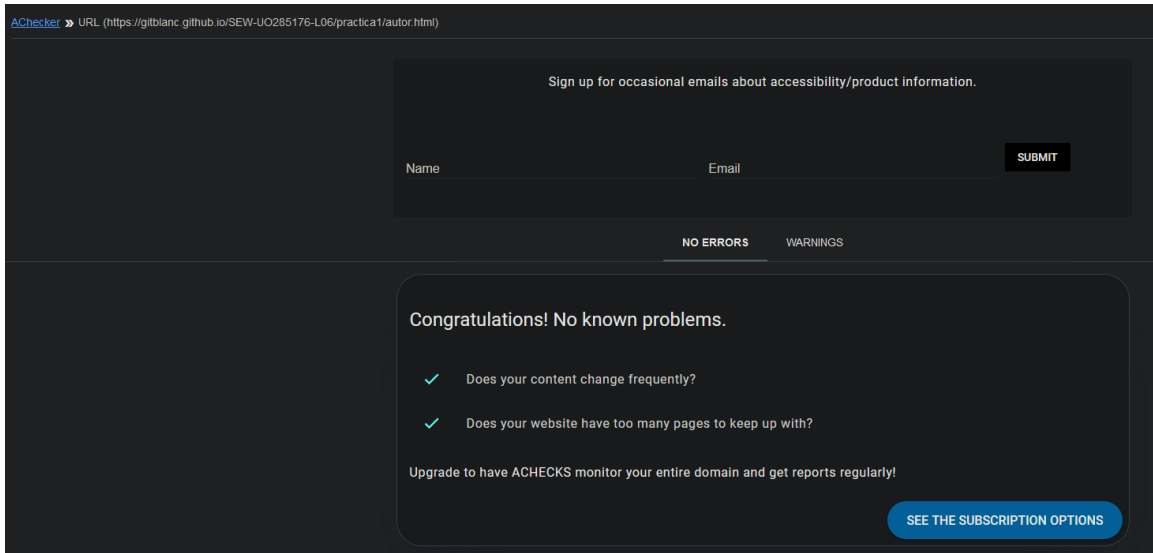 AChecker » URL (https://gitblanc.github.io/SEW-UO285176-L06/practica1/autor.html)
Sign up for occasional emails about accessibility/product information.
Name Email SUBMIT
NO ERRORS WARNINGS
Congratulations! No known problems.
Does your content change frequently?
Does your website have too many pages to keep up with?
Upgrade to have ACHECKS monitor your entire domain and get reports regularly!
SEE THE SUBSCRIPTION OPTIONS